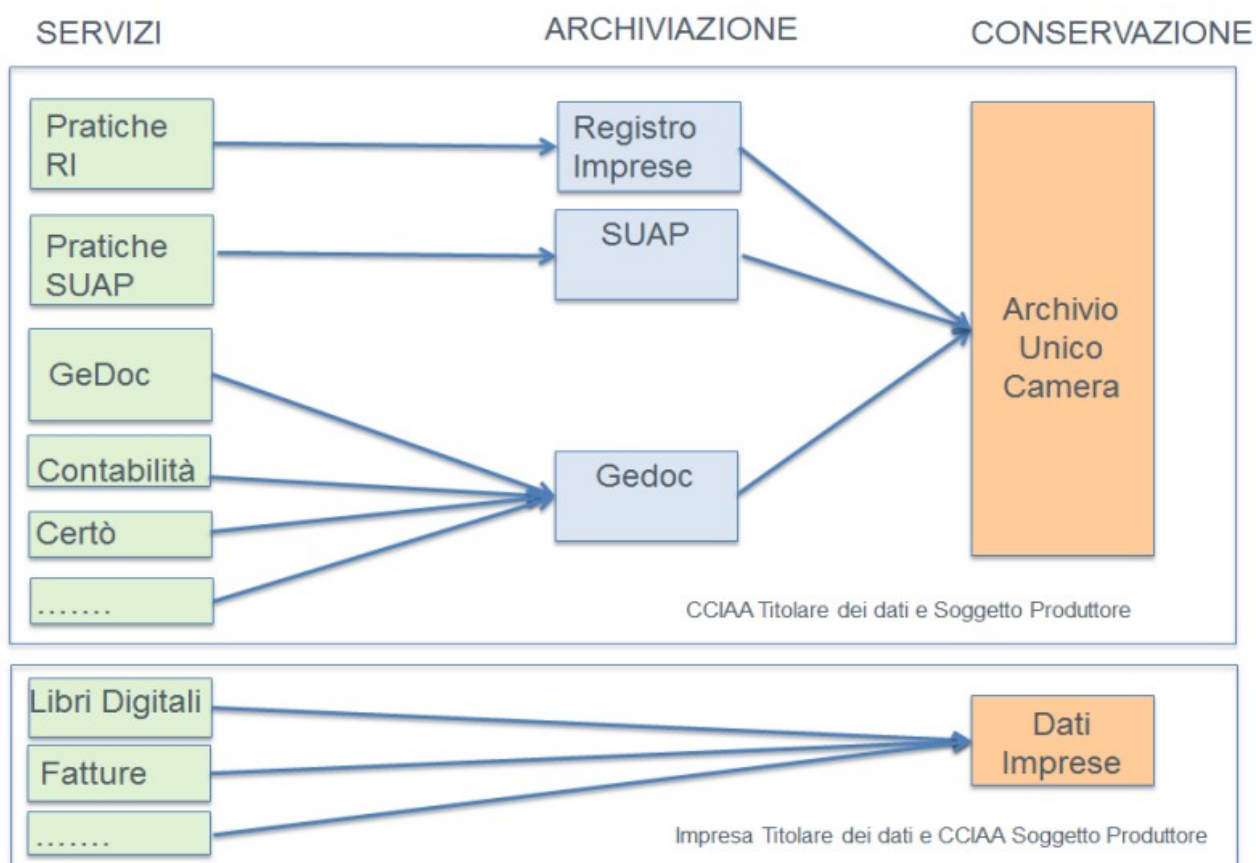 SERVIZI
ARCHIVIAZIONE
CONSERVAZIONE
Pratiche
RI
Registro
Imprese
Pratiche
SUAP
SUAP
GeDoc
Archivio
Unico
Camera
Contabilità
Gedoc
Certò
.......
CCIAA Titolare dei dati e Soggetto Produttore
Libri Digitali
Dati
Imprese
Fatture
.......
Impresa Titolare dei dati e CCIAA Soggetto Produttore